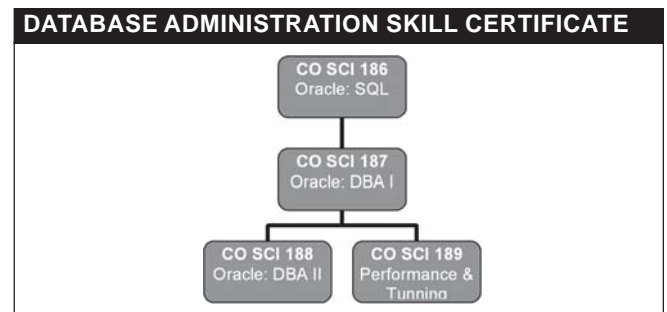 DATABASE ADMINISTRATION SKILL CERTIFICATE
CO SCI 186
Oracle: SQL
CO SCI 187
Oracle: DBA I
CO SCI 188
Oracle: DBA II
CO SCI 189
Performance &
Tunning